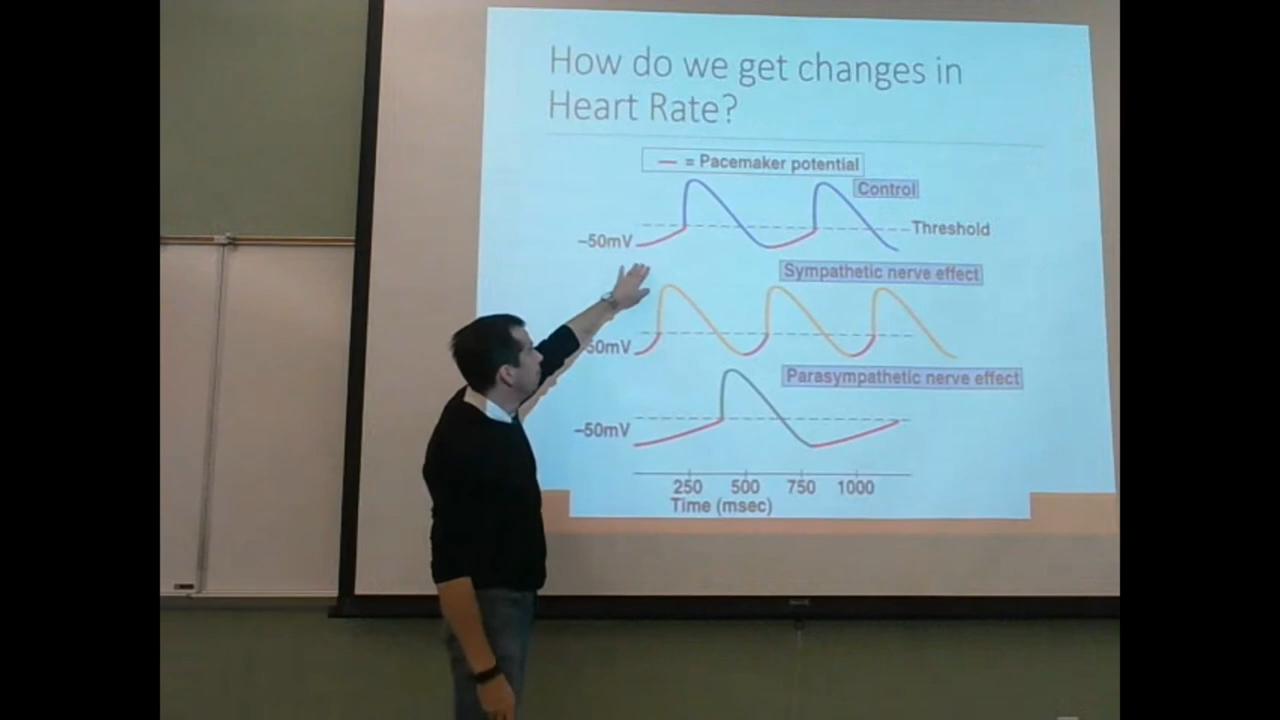 How do we get changes in
Heart Rate?
= Pacemaker potential
Control
Threshold
–50mV
Sympathetic nerve effect
50mV
Parasympathetic nerve effect
–50mV
250 500 750 1000
Time (msec)